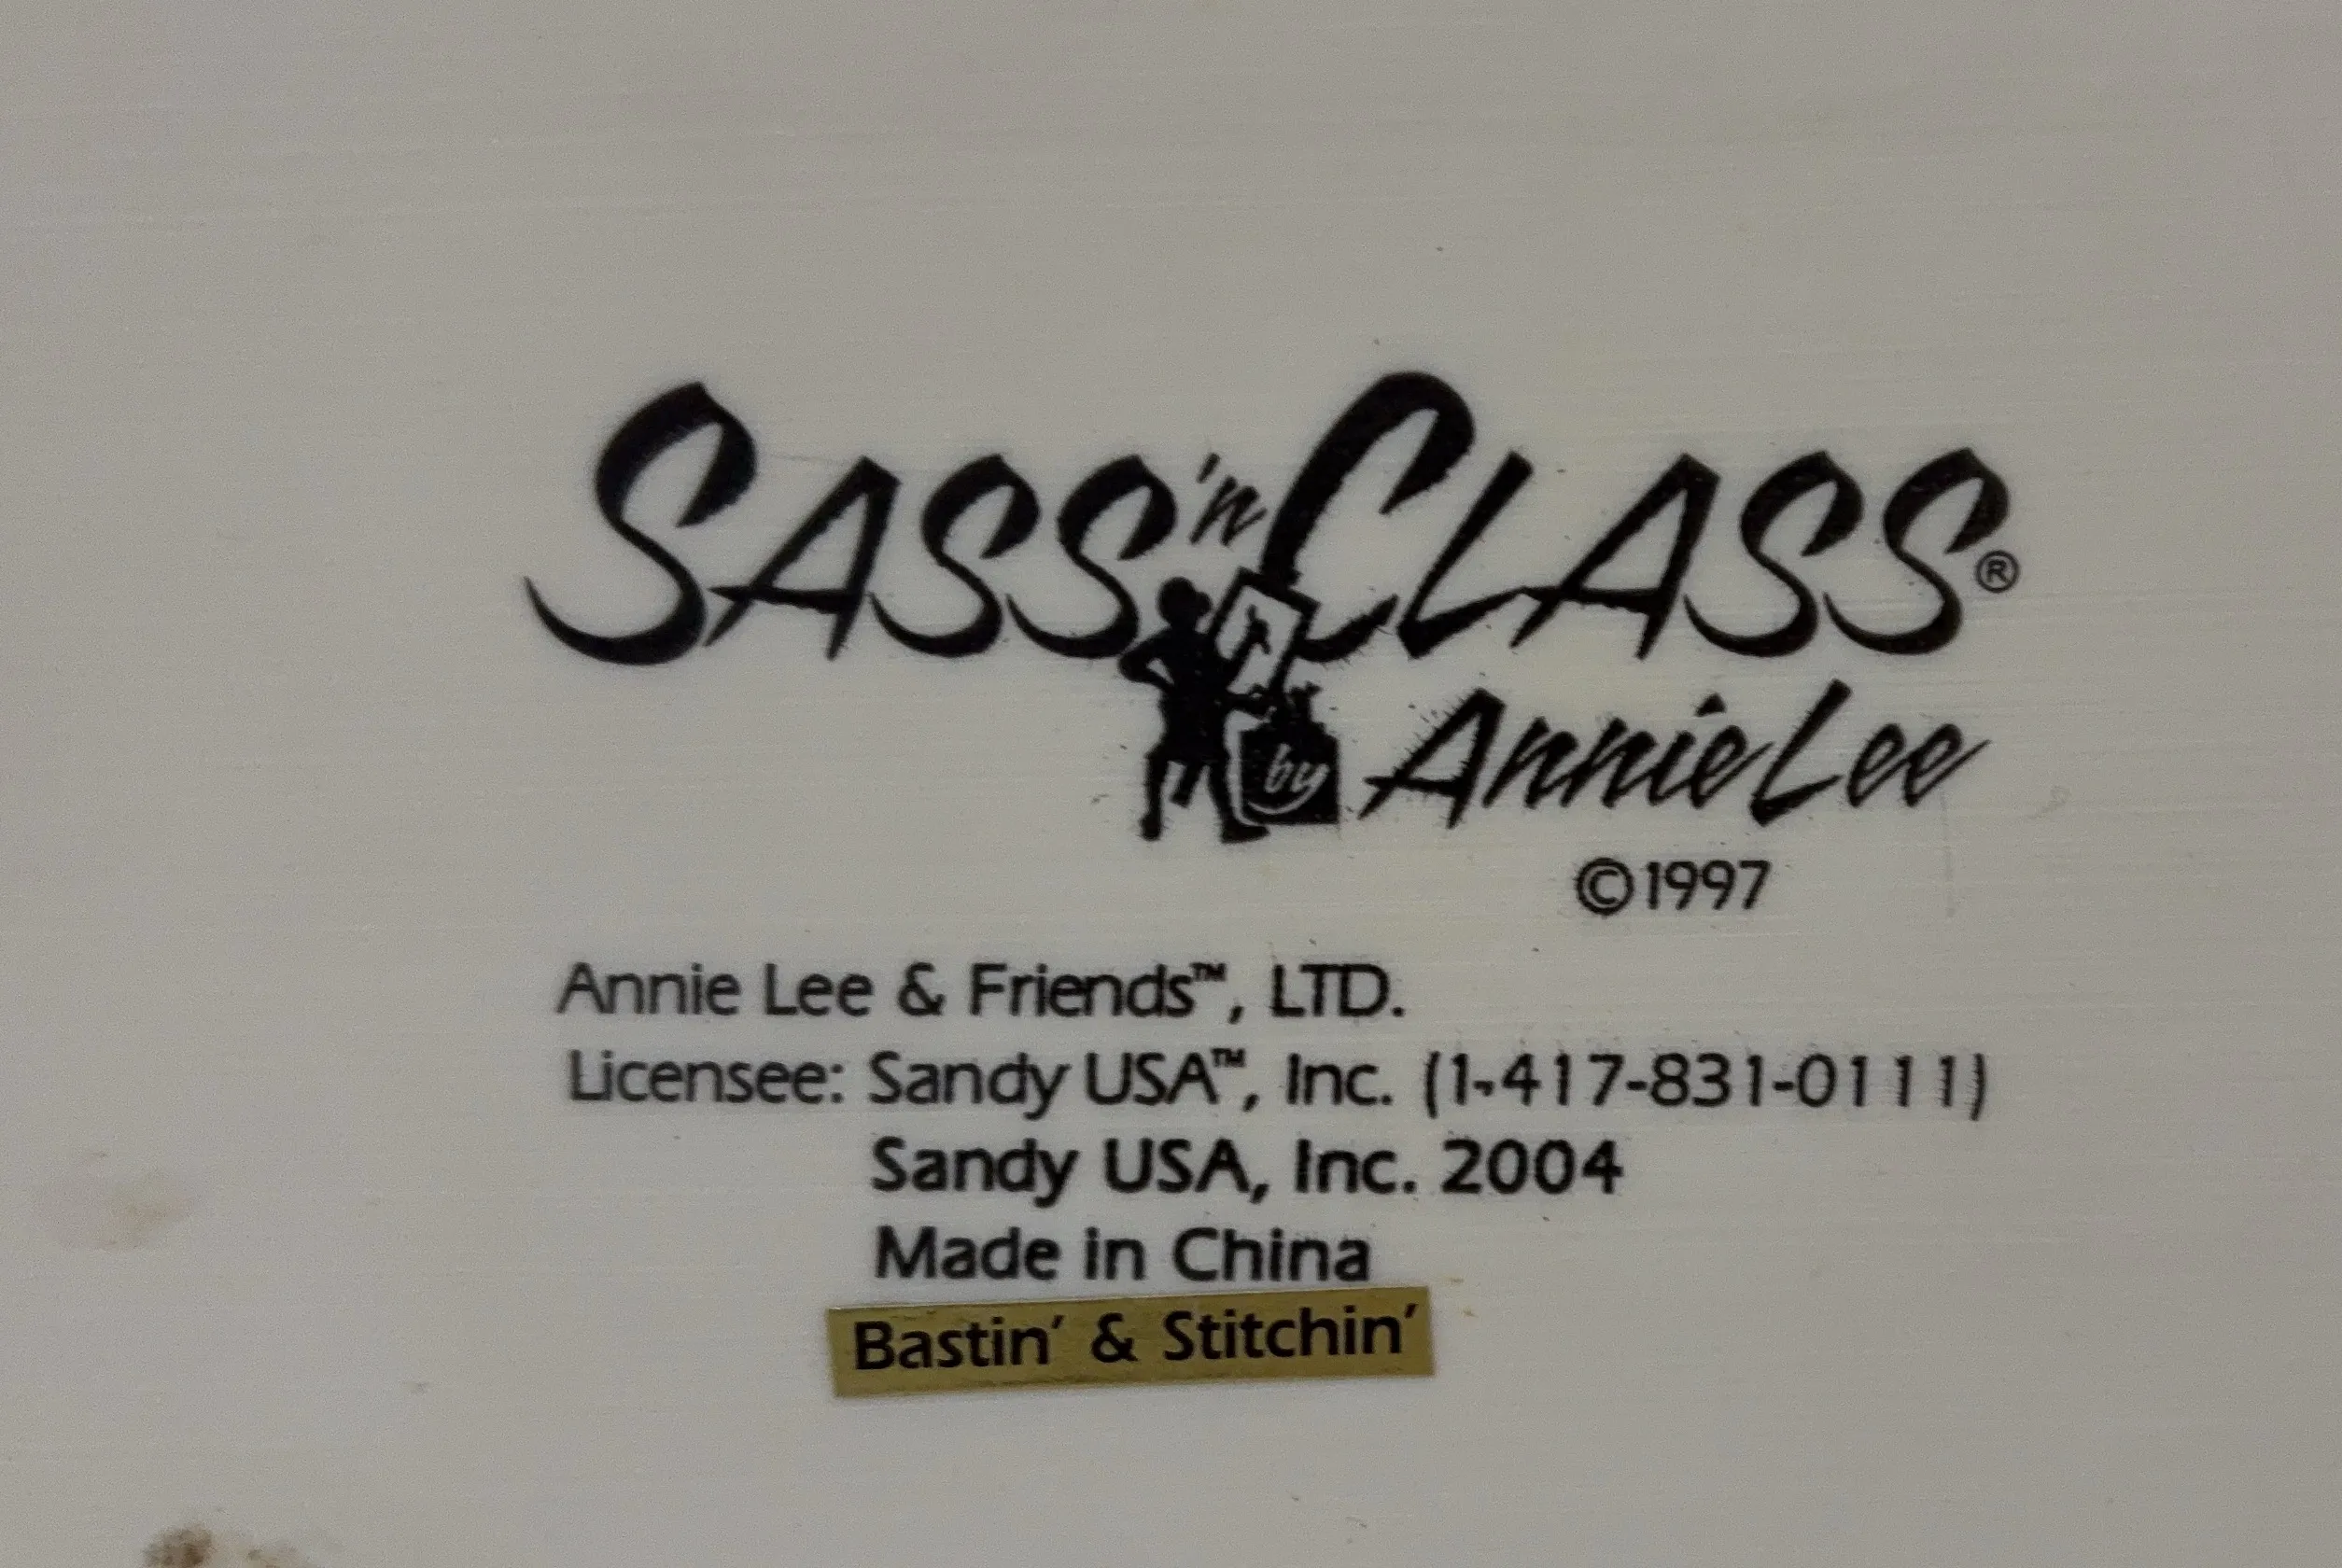 SASS 'n CLASS®
by Annie Lee
©1997
Annie Lee & Friends™, LTD.
Licensee: Sandy USA™, Inc. (1-417-831-0111)
Sandy USA, Inc. 2004
Made in China
Bastin' & Stitchin'